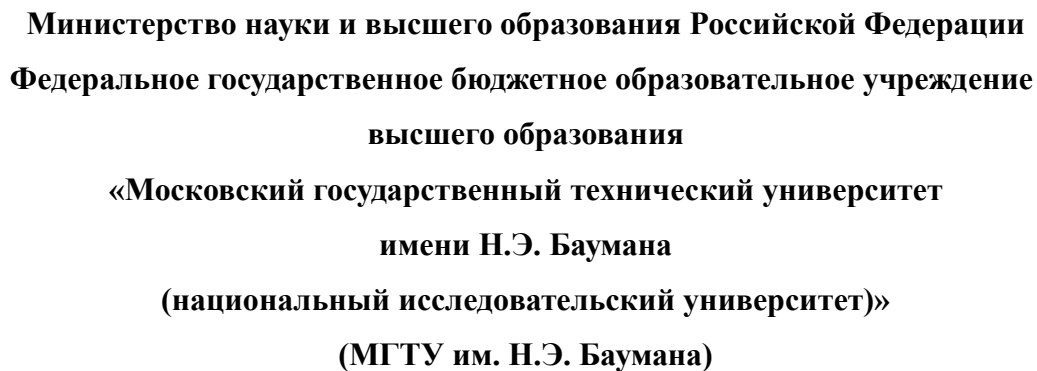 Министерство науки и высшего образования Российской Федерации
Федеральное государственное бюджетное образовательное учреждение
высшего образования
«Московский государственный технический университет
имени Н.Э. Баумана
(национальный исследовательский университет)»
(МГТУ им. Н.Э. Баумана)